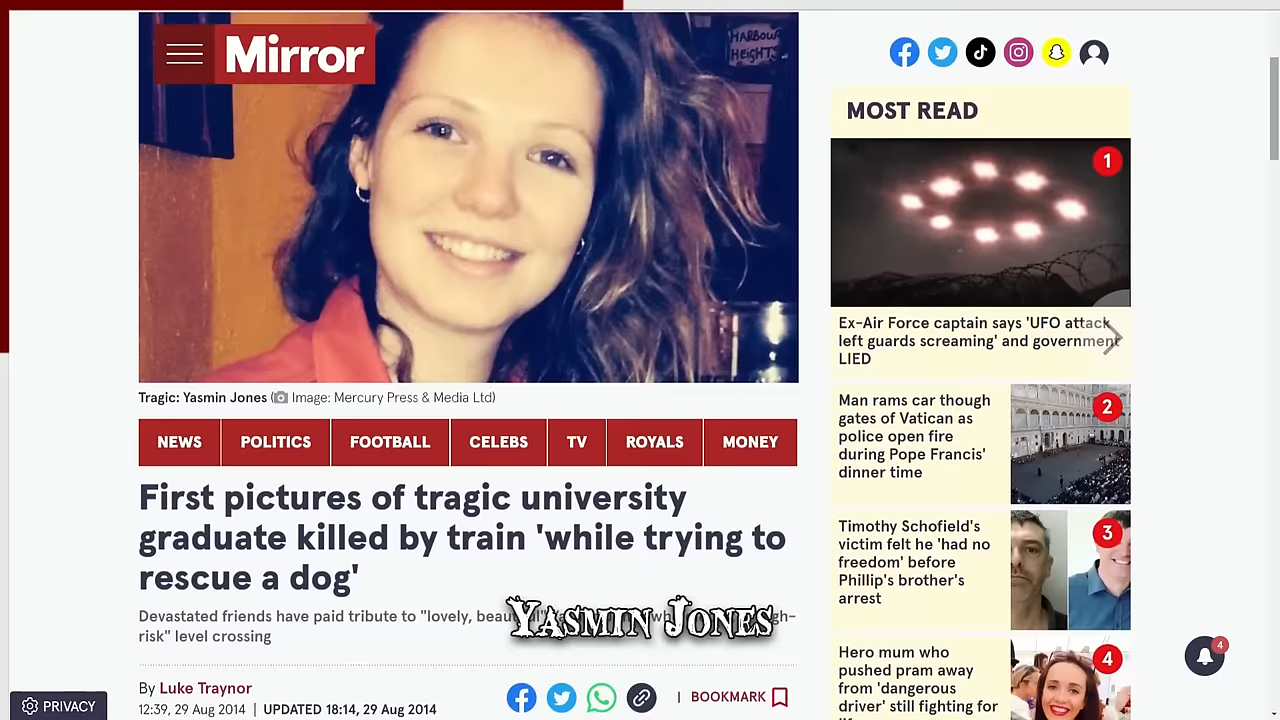 Mirror
HARBOUR
HEIGHTS
Tragic: Yasmin Jones ( Image: Mercury Press & Media Ltd)
NEWS
POLITICS
FOOTBALL
CELEBS
TV
ROYALS
MONEY
First pictures of tragic university
graduate killed by train 'while trying to
rescue a dog'
Devastated friends have paid tribute to "lovely,
risk" level crossing
Yasmin Jones
By Luke Traynor
12:39, 29 Aug 2014 | UPDATED 18:14, 29 Aug 2014
| BOOKMARK
PRIVACY
MOST READ
1
Ex-Air Force captain says 'UFO attack
left guards screaming' and government
LIED
Man rams car though
gates of Vatican as
police open fire
during Pope Francis'
dinner time
2
Timothy Schofield's
victim felt he 'had no
freedom' before
Phillip's brother's
arrest
3
Hero mum who
pushed pram away
from 'dangerous
driver' still fighting for
4
4